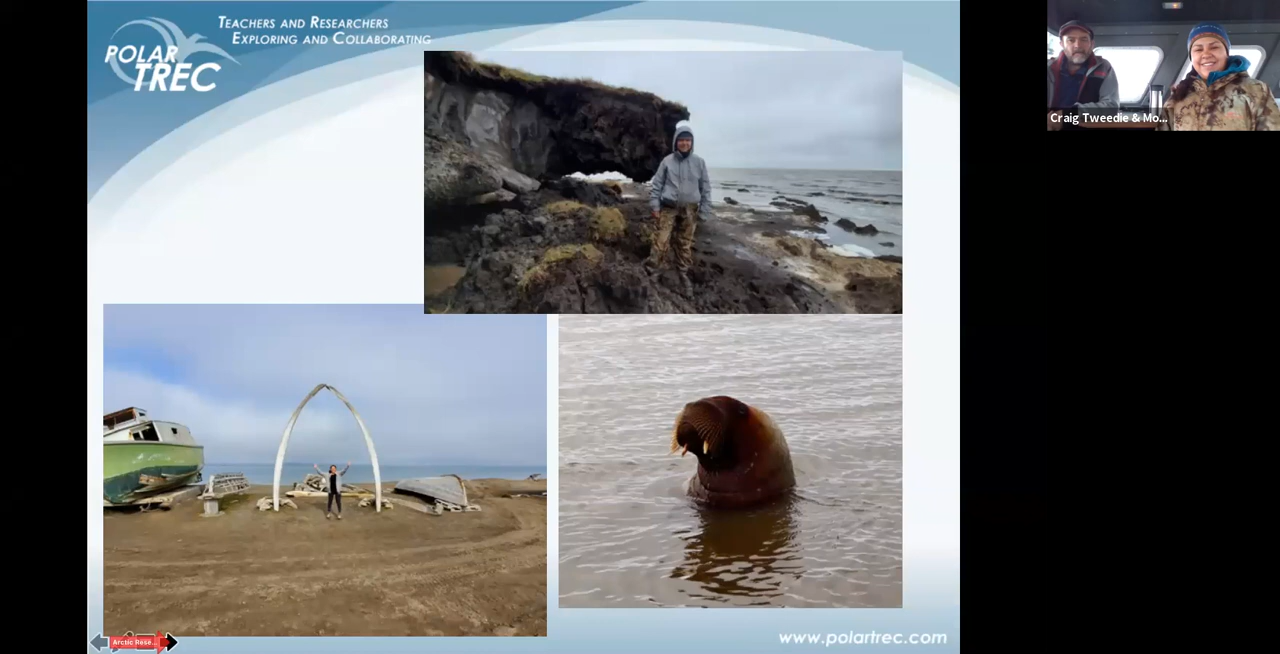 TEACHERS AND RESEARCHERS
EXPLORING AND COLLABORATING
POLAR
TREC
Craig Tweedie & Mo...
Arctic Rese...
www.polartrec.com